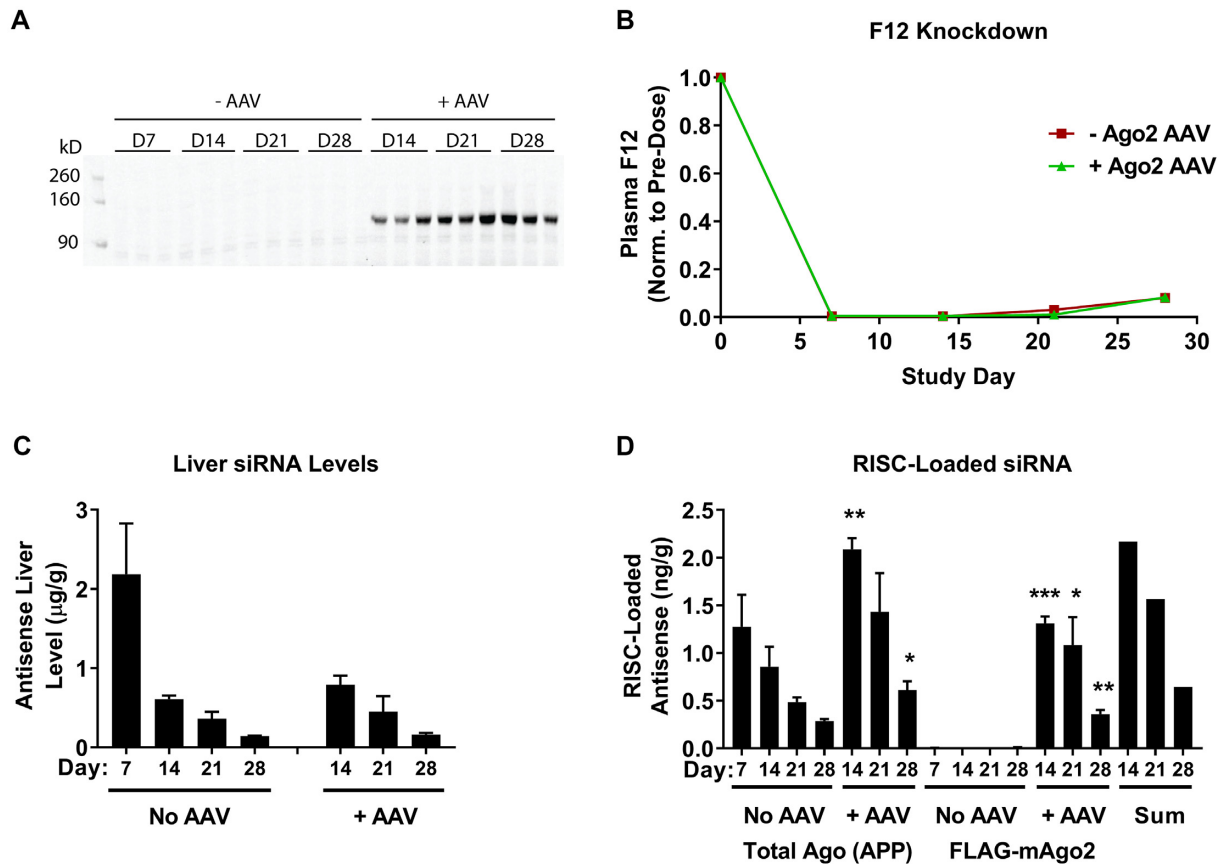 A
- AAV + AAV
kD D7 D14 D21 D28 D14 D21 D28
260
160
90
B
F12 Knockdown
Plasma F12
(Norm. to Pre-Dose)
1.0
0.8
0.6
0.4
0.2
0.0
0 5 10 15 20 25 30
Study Day
- Ago2 AAV
+ Ago2 AAV
C
Liver siRNA Levels
Antisense Liver
Level (μg/g)
3
2
1
0
Day: 7 14 21 28 14 21 28
No AAV + AAV
D
RISC-Loaded siRNA
RISC-Loaded
Antisense (ng/g)
2.5
2.0
1.5
1.0
0.5
0.0
** * *** * **
Day: 7 14 21 28 14 21 28 7 14 21 28 14 21 28 14 21 28
No AAV + AAV No AAV + AAV Sum
Total Ago (APP) FLAG-mAgo2